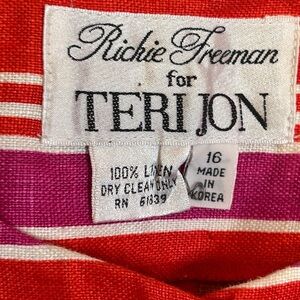 Rickie Freeman
for
TERI JON
100% LINEN
DRY CLEAN ONLY
RN 61839
16
MADE
IN
KOREA